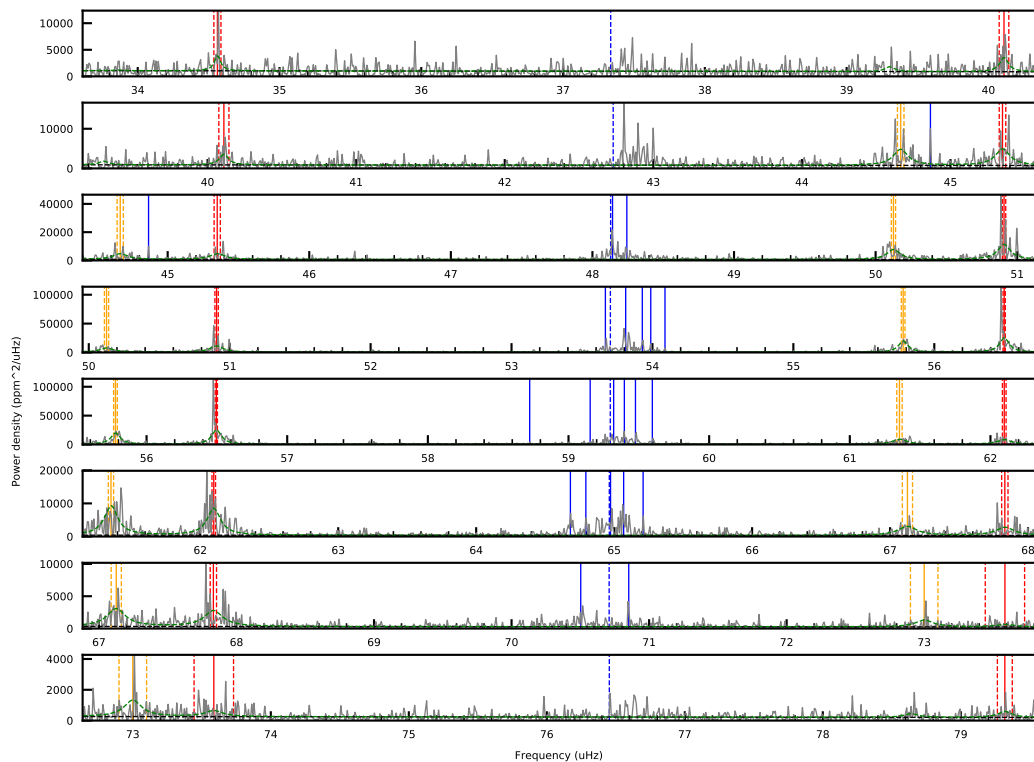 10000
5000
0
34 35 36 37 38 39 40
10000
0
40 41 42 43 44 45
40000
20000
0
45 46 47 48 49 50 51
100000
50000
0
50 51 52 53 54 55 56
100000
50000
0
56 57 58 59 60 61 62
Power density (ppm^2/uHz)
20000
10000
0
62 63 64 65 66 67 68
10000
5000
0
67 68 69 70 71 72 73
4000
2000
0
73 74 75 76 77 78 79
Frequency (uHz)